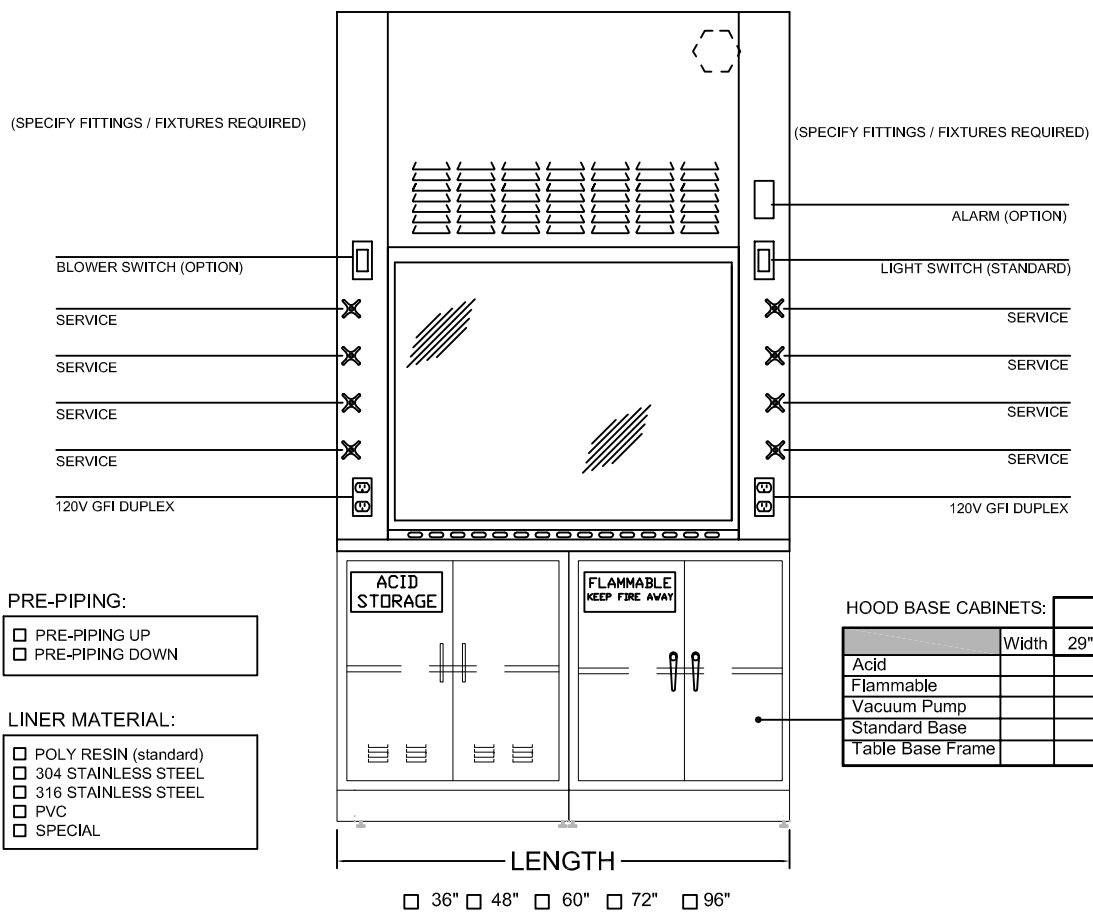 (SPECIFY FITTINGS / FIXTURES REQUIRED)
(SPECIFY FITTINGS / FIXTURES REQUIRED)
ALARM (OPTION)
BLOWER SWITCH (OPTION)
LIGHT SWITCH (STANDARD)
SERVICE
SERVICE
SERVICE
SERVICE
SERVICE
SERVICE
SERVICE
SERVICE
120V GFI DUPLEX
120V GFI DUPLEX
ACID
STORAGE
FLAMMABLE
KEEP FIRE AWAY
PRE-PIPING:
PRE-PIPING UP
PRE-PIPING DOWN
HOOD BASE CABINETS:
Width 29"
Acid
Flammable
Vacuum Pump
Standard Base
Table Base Frame
LINER MATERIAL:
POLY RESIN (standard)
304 STAINLESS STEEL
316 STAINLESS STEEL
PVC
SPECIAL
LENGTH
36" 48" 60" 72" 96"